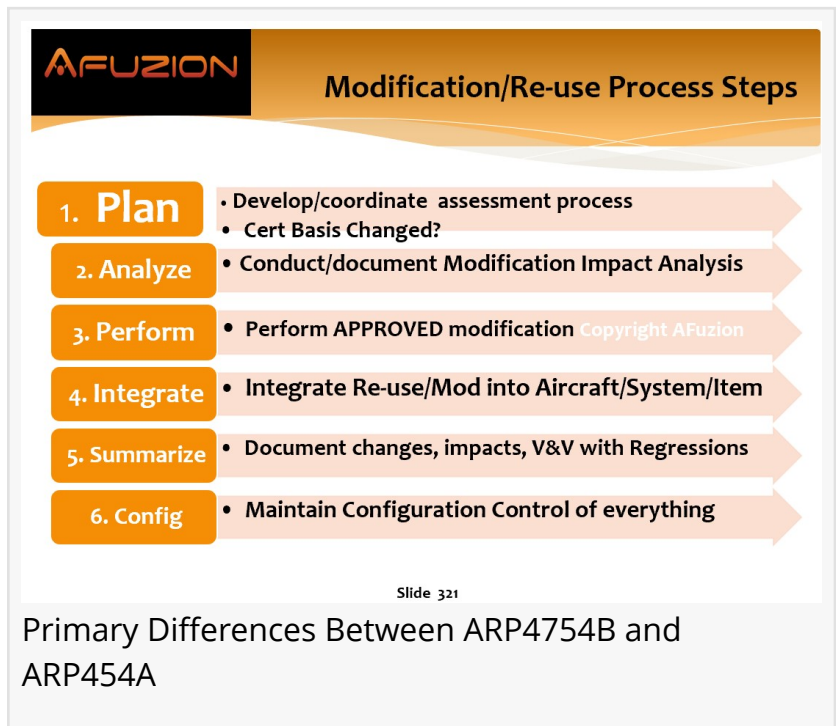 AFUZION
Modification/Re-use Process Steps
1. Plan
• Develop/coordinate assessment process
• Cert Basis Changed?
2. Analyze
• Conduct/document Modification Impact Analysis
3. Perform
• Perform APPROVED modification Copyright AFuzion
4. Integrate
• Integrate Re-use/Mod into Aircraft/System/Item
5. Summarize
• Document changes, impacts, V&V with Regressions
6. Config
• Maintain Configuration Control of everything
Slide 321
Primary Differences Between ARP4754B and
ARP454A